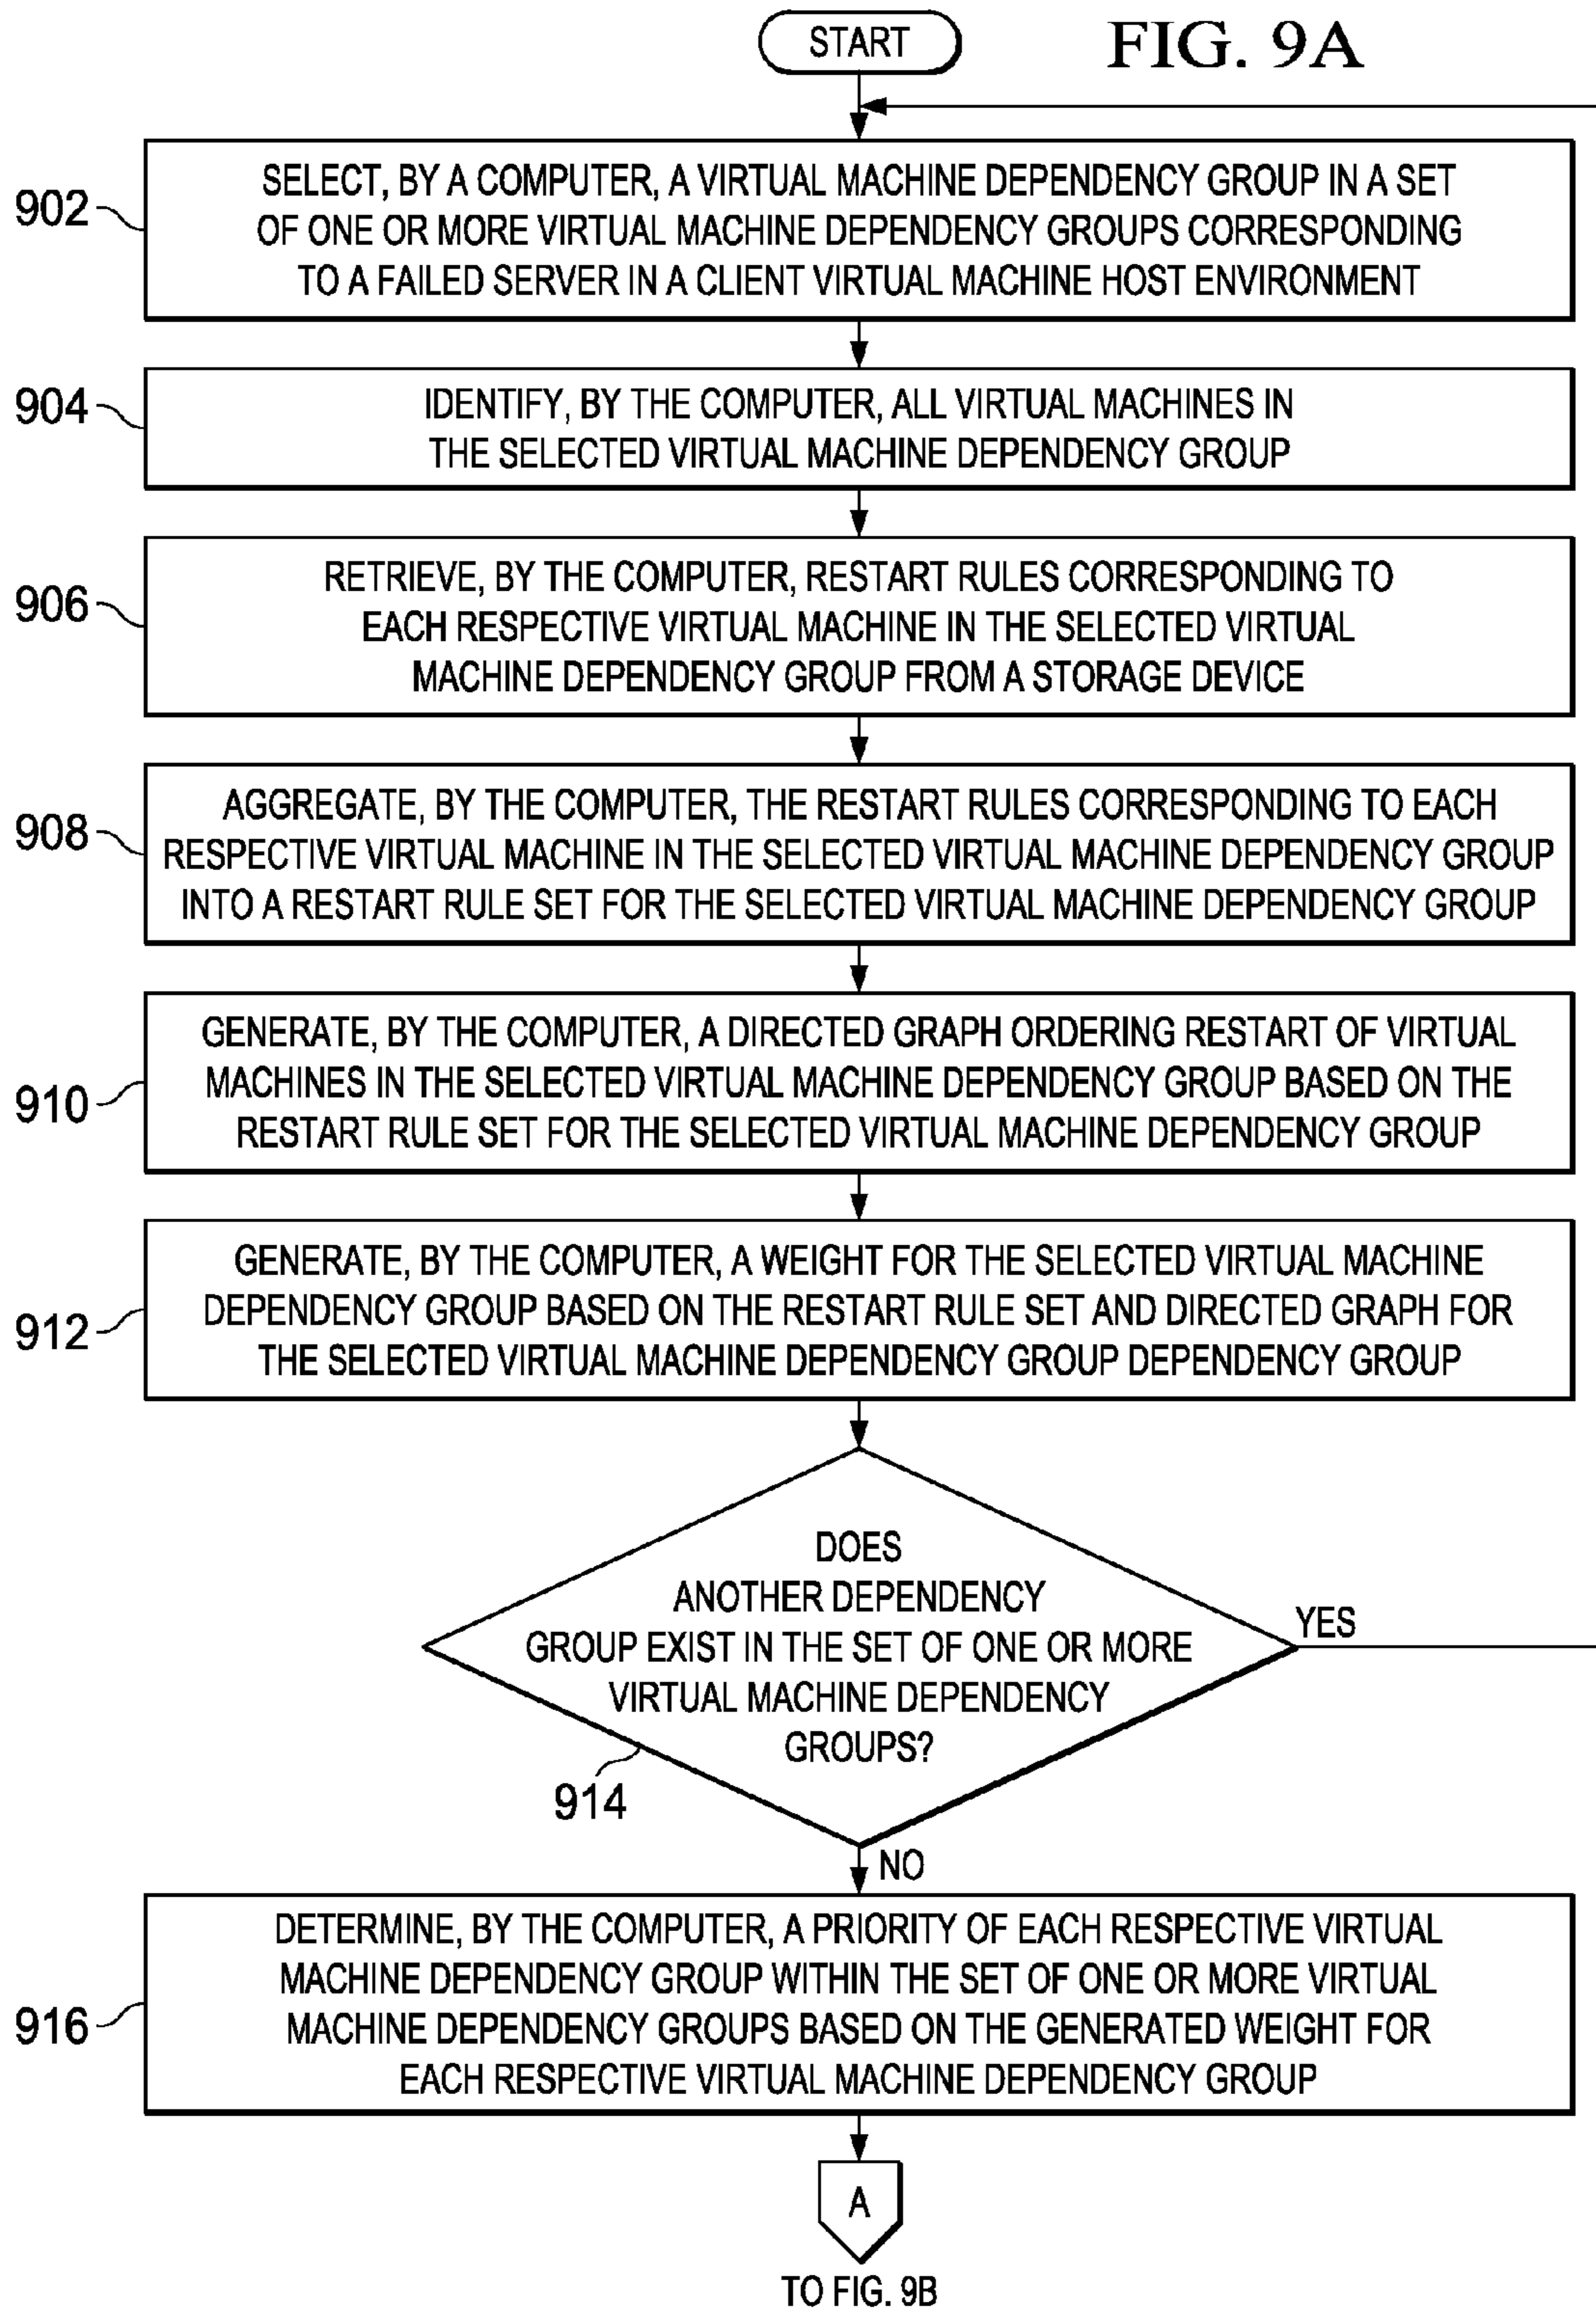 START
FIG. 9A
902
SELECT, BY A COMPUTER, A VIRTUAL MACHINE DEPENDENCY GROUP IN A SET
OF ONE OR MORE VIRTUAL MACHINE DEPENDENCY GROUPS CORRESPONDING
TO A FAILED SERVER IN A CLIENT VIRTUAL MACHINE HOST ENVIRONMENT
904
IDENTIFY, BY THE COMPUTER, ALL VIRTUAL MACHINES IN
THE SELECTED VIRTUAL MACHINE DEPENDENCY GROUP
906
RETRIEVE, BY THE COMPUTER, RESTART RULES CORRESPONDING TO
EACH RESPECTIVE VIRTUAL MACHINE IN THE SELECTED VIRTUAL
MACHINE DEPENDENCY GROUP FROM A STORAGE DEVICE
908
AGGREGATE, BY THE COMPUTER, THE RESTART RULES CORRESPONDING TO EACH
RESPECTIVE VIRTUAL MACHINE IN THE SELECTED VIRTUAL MACHINE DEPENDENCY GROUP
INTO A RESTART RULE SET FOR THE SELECTED VIRTUAL MACHINE DEPENDENCY GROUP
910
GENERATE, BY THE COMPUTER, A DIRECTED GRAPH ORDERING RESTART OF VIRTUAL
MACHINES IN THE SELECTED VIRTUAL MACHINE DEPENDENCY GROUP BASED ON THE
RESTART RULE SET FOR THE SELECTED VIRTUAL MACHINE DEPENDENCY GROUP
912
GENERATE, BY THE COMPUTER, A WEIGHT FOR THE SELECTED VIRTUAL MACHINE
DEPENDENCY GROUP BASED ON THE RESTART RULE SET AND DIRECTED GRAPH FOR
THE SELECTED VIRTUAL MACHINE DEPENDENCY GROUP DEPENDENCY GROUP
DOES
ANOTHER DEPENDENCY
GROUP EXIST IN THE SET OF ONE OR MORE
VIRTUAL MACHINE DEPENDENCY
GROUPS?
YES
914
NO
916
DETERMINE, BY THE COMPUTER, A PRIORITY OF EACH RESPECTIVE VIRTUAL
MACHINE DEPENDENCY GROUP WITHIN THE SET OF ONE OR MORE VIRTUAL
MACHINE DEPENDENCY GROUPS BASED ON THE GENERATED WEIGHT FOR
EACH RESPECTIVE VIRTUAL MACHINE DEPENDENCY GROUP
A
TO FIG. 9B